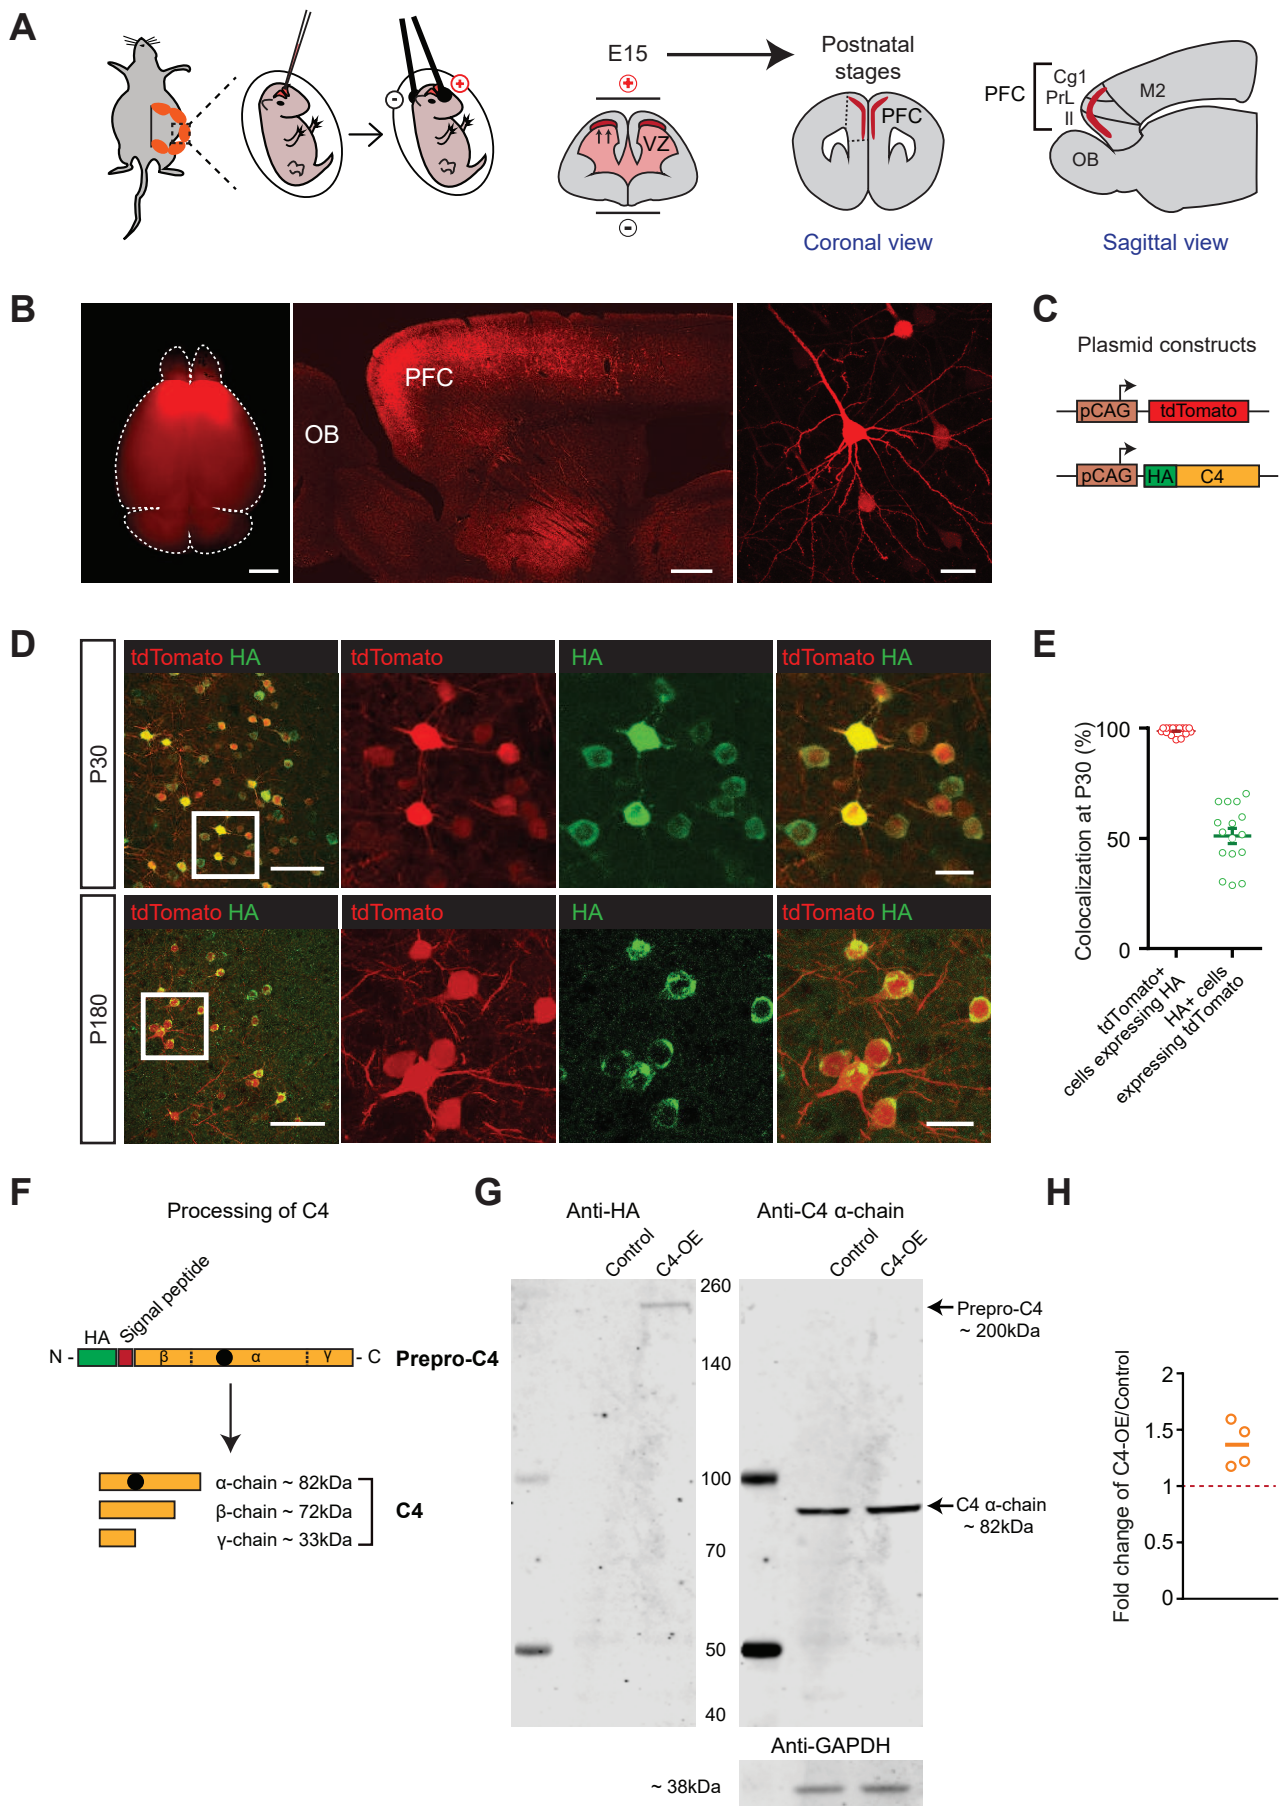 A
E15
VZ
Postnatal
stages
PFC
Coronal view
PFC
Cg1
PrL
Il
M2
OB
Sagittal view
B
OB
PFC
C
Plasmid constructs
pCAG
tdTomato
pCAG
HA
C4
D
P30
tdTomato HA
tdTomato
HA
tdTomato HA
P180
tdTomato HA
tdTomato
HA
tdTomato HA
E
Colocalization at P30 (%)
100
50
0
tdTomato+
cells expressing HA
HA+ cells
expressing tdTomato
F
Processing of C4
HA
Signal peptide
N -
β
α
γ
- C
Prepro-C4
α-chain ~ 82kDa
β-chain ~ 72kDa
γ-chain ~ 33kDa
C4
G
Anti-HA
Control
C4-OE
Anti-C4 α-chain
Control
C4-OE
260
140
100
70
50
40
Prepro-C4
~ 200kDa
C4 α-chain
~ 82kDa
Anti-GAPDH
~ 38kDa
H
Fold change of C4-OE/Control
2
1.5
1
0.5
0